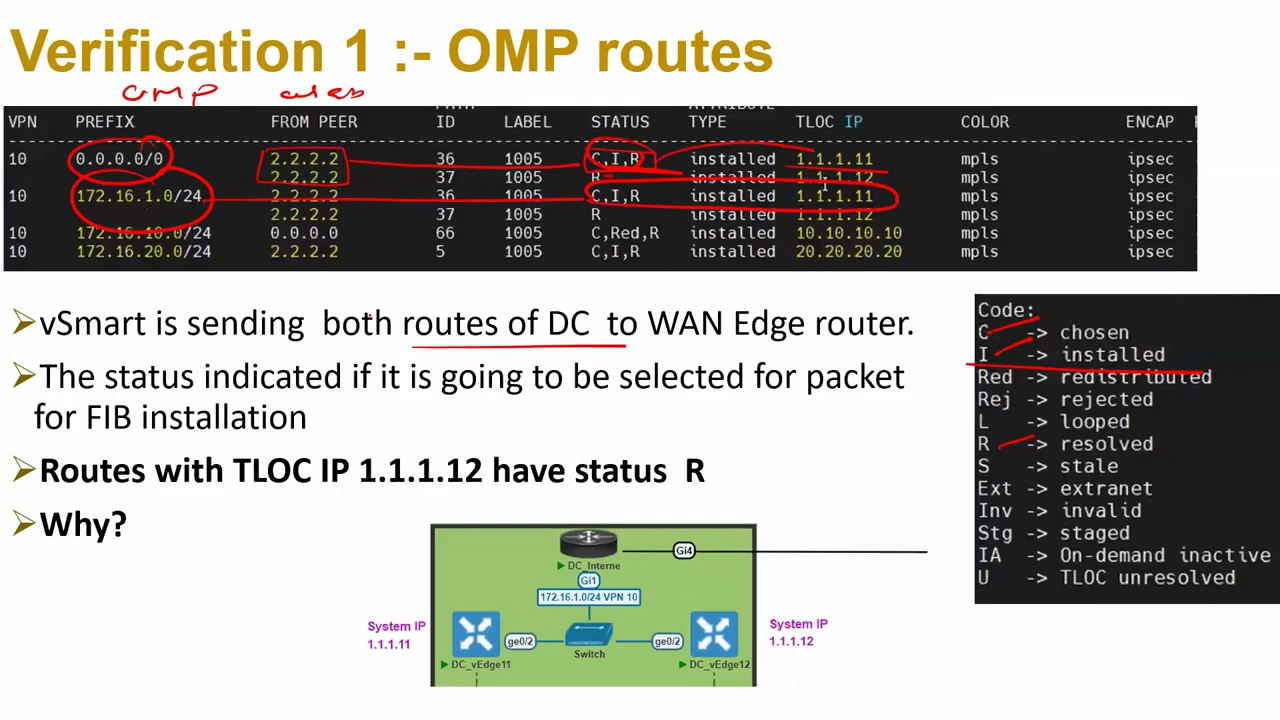 Verification 1 :- OMP routes
OMP
VPN PREFIX FROM PEER ID LABEL STATUS TYPE TLOC IP COLOR ENCAP
10 0.0.0.0/0 2.2.2.2 36 1005 C,I,R installed 1.1.1.11 mpls ipsec
2.2.2.2 37 1005 R installed 1.1.1.12 mpls ipsec
10 172.16.1.0/24 2.2.2.2 36 1005 C,I,R installed 1.1.1.11 mpls ipsec
2.2.2.2 37 1005 R installed 1.1.1.12 mpls ipsec
10 172.16.10.0/24 0.0.0.0 66 1005 C,Red,R installed 10.10.10.10 mpls ipsec
10 172.16.20.0/24 2.2.2.2 5 1005 C,I,R installed 20.20.20.20 mpls ipsec
➢vSmart is sending both routes of DC to WAN Edge router.
➢The status indicated if it is going to be selected for packet
for FIB installation
➢Routes with TLOC IP 1.1.1.12 have status R
➢Why?
Code:
C -> chosen
I -> installed
Red -> redistributed
Rej -> rejected
L -> looped
R -> resolved
S -> stale
Ext -> extranet
Inv -> invalid
Stg -> staged
IA -> On-demand inactive
U -> TLOC unresolved
Gi4
DC_Interne
Gi1
172.16.1.0/24 VPN 10
System IP
1.1.1.11
ge0/2
Switch
ge0/2
System IP
1.1.1.12
DC_vEdge11
DC_vEdge12